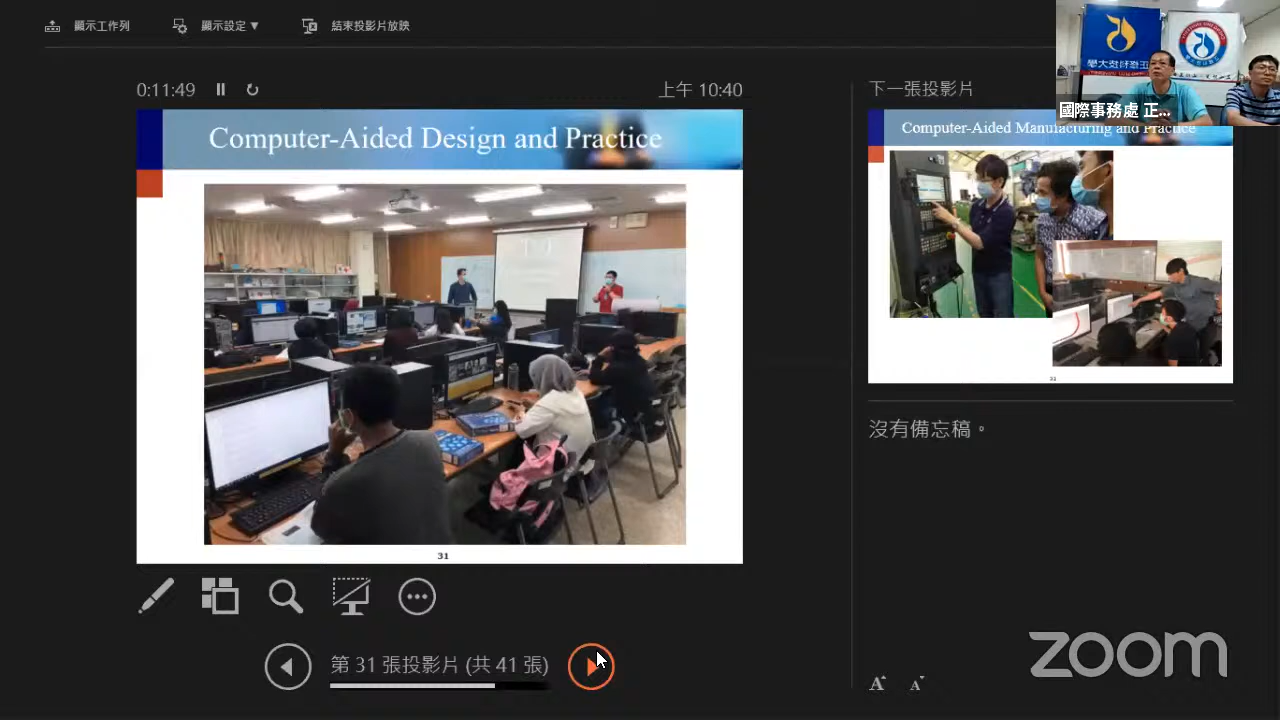 顯示工作列
顯示設定 ▼
結束投影片放映
0:11:49
上午 10:40
下一張投影片
國際事務處 正...
Computer-Aided Design and Practice
31
Computer-Aided Manufacturing and Practice
31
沒有備忘稿。
第 31 張投影片 (共 41 張)
A
A
zoom